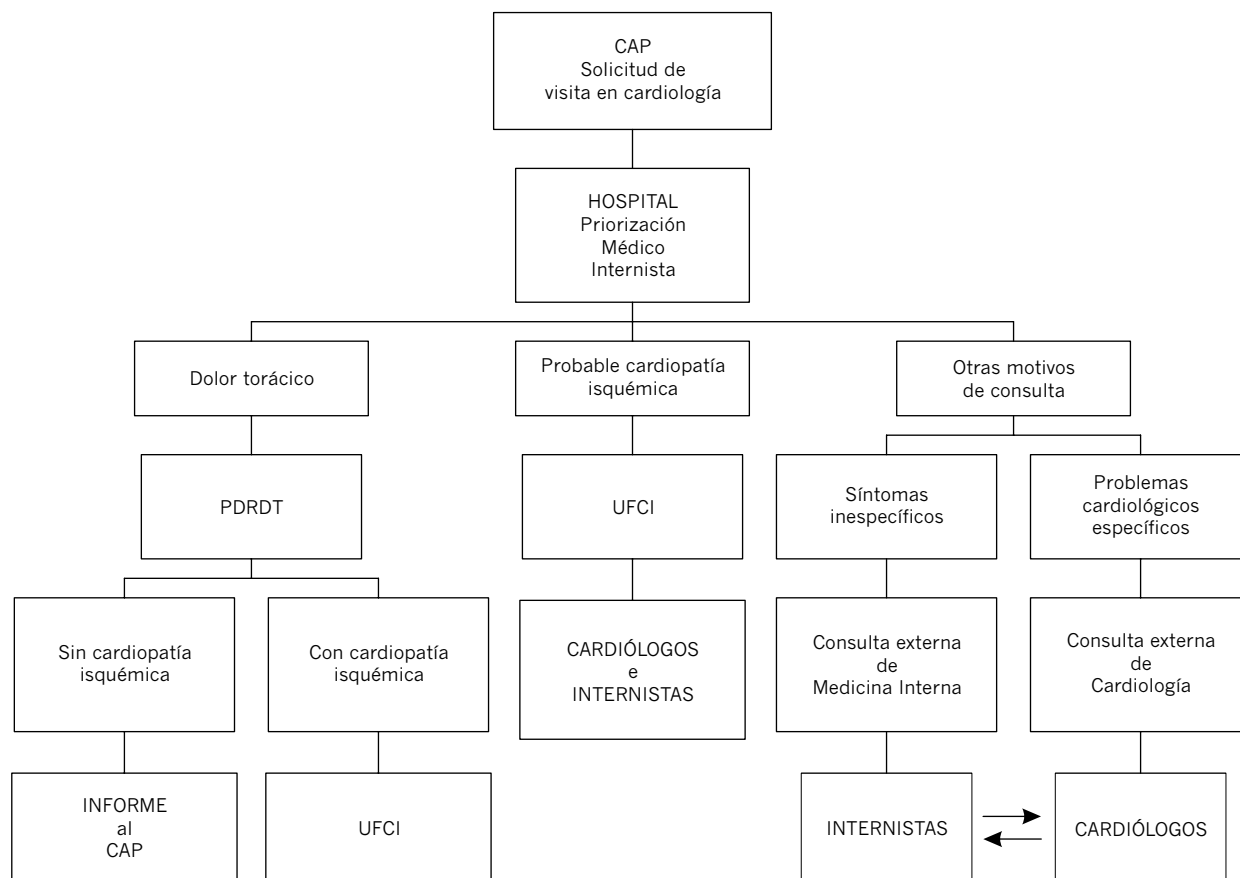 CAP
Solicitud de
visita en cardiología
HOSPITAL
Priorización
Médico
Internista
Dolor torácico
Probable cardiopatía
isquémica
Otras motivos
de consulta
PDRDT
UFCI
Síntomas
inespecíficos
Problemas
cardiológicos
específicos
Sin cardiopatía
isquémica
Con cardiopatía
isquémica
CARDIÓLOGOS
e
INTERNISTAS
Consulta externa
de
Medicina Interna
Consulta externa
de
Cardiología
INFORME
al
CAP
UFCI
INTERNISTAS
CARDIÓLOGOS